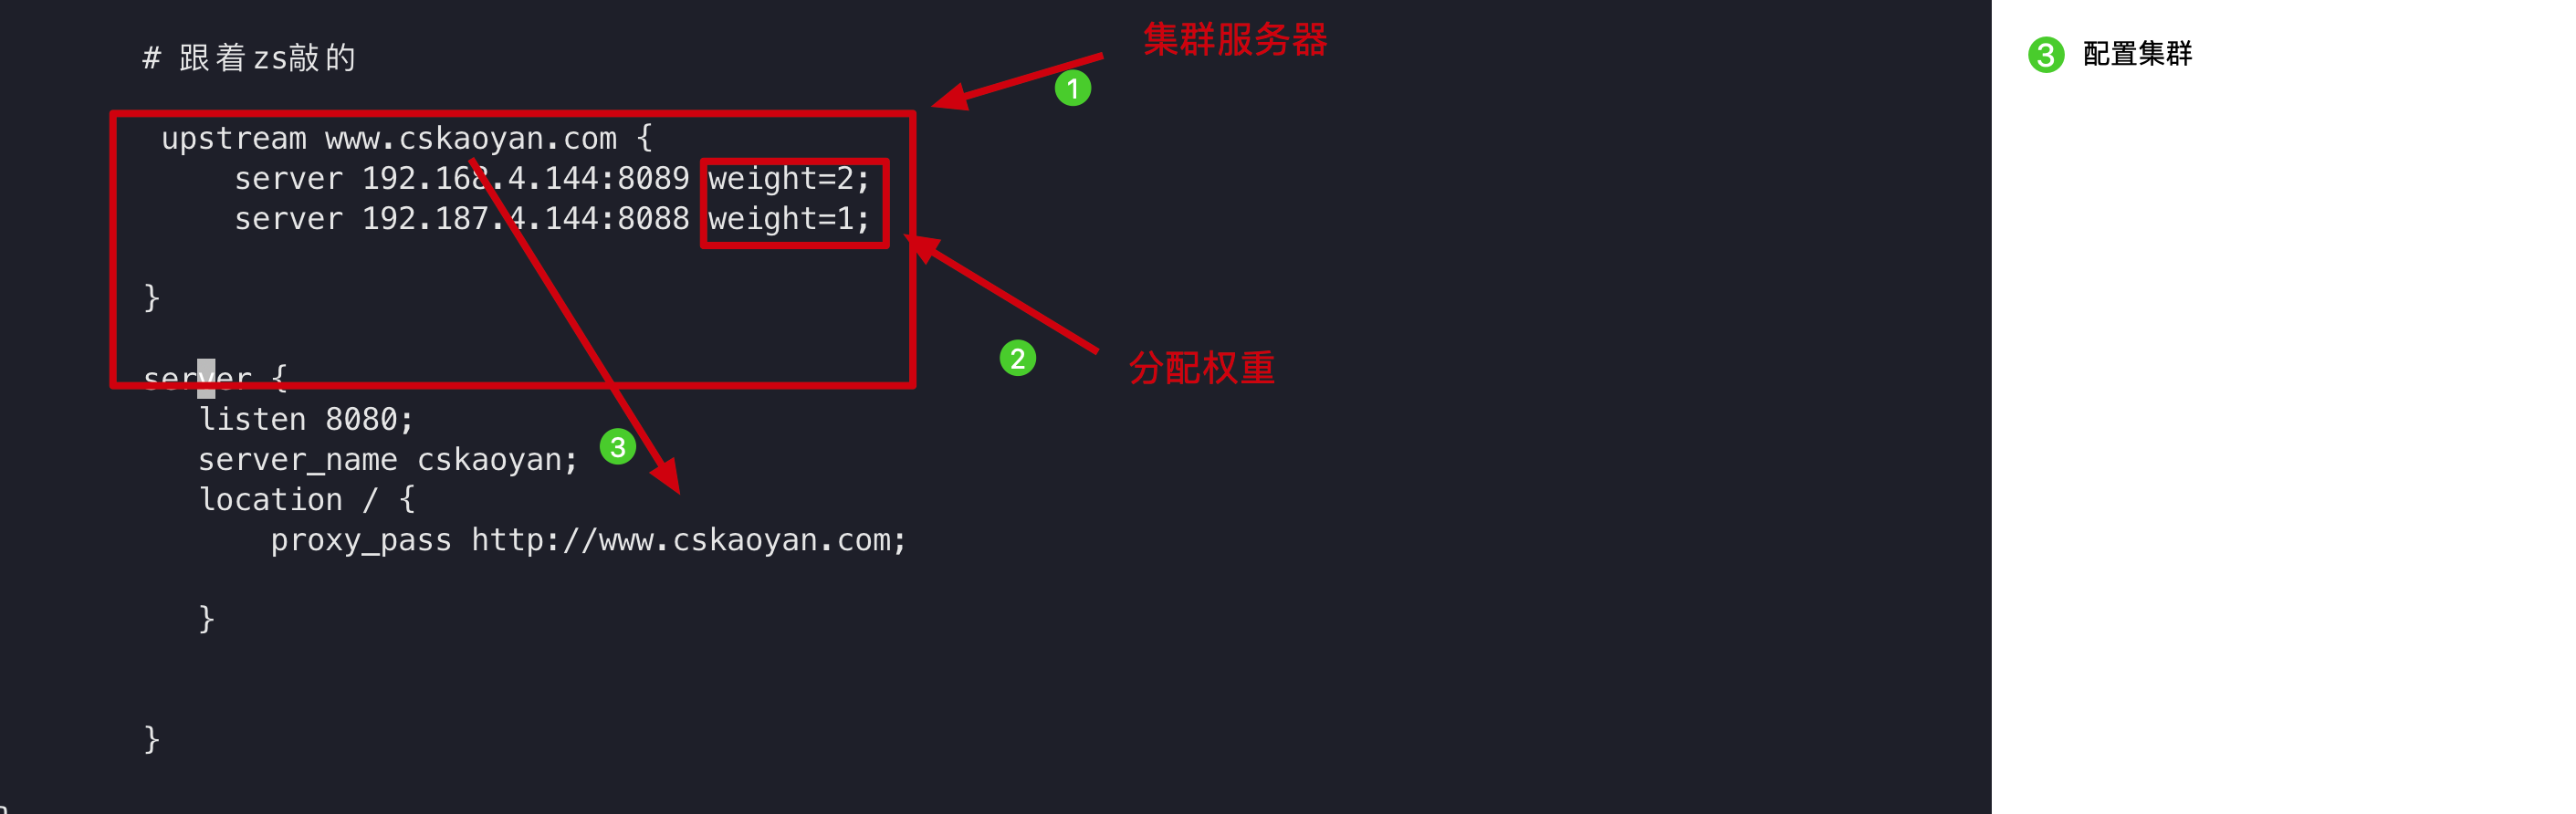 # 跟着zs敲的
集群服务器
1
3 配置集群
upstream www.cskaoyan.com {
server 192.168.4.144:8089 weight=2;
server 192.187.4.144:8088 weight=1;
}
2
分配权重
server {
listen 8080;
server_name cskaoyan;
3
location / {
proxy_pass http://www.cskaoyan.com;
}
}